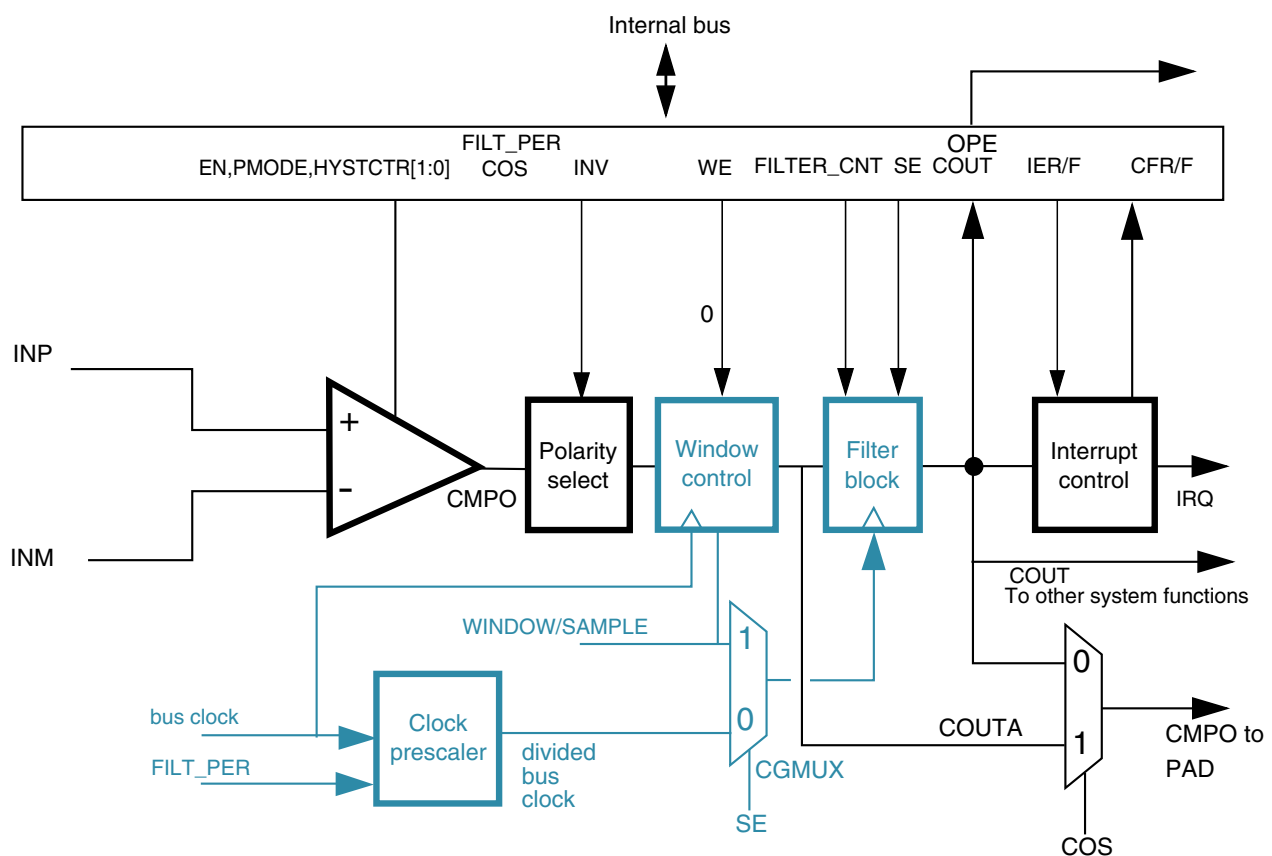 Internal bus
FILT_PER
OPE
EN,PMODE,HYSTCTR[1:0]
COS
INV
WE
FILTER_CNT
SE
COUT
IER/F
CFR/F
0
INP
+
-
INM
CMPO
Polarity
select
Window
control
Filter
block
Interrupt
control
IRQ
COUT
To other system functions
WINDOW/SAMPLE
1
0
CGMUX
SE
bus clock
FILT_PER
Clock
prescaler
divided
bus
clock
COUTA
0
1
CMPO to
PAD
COS